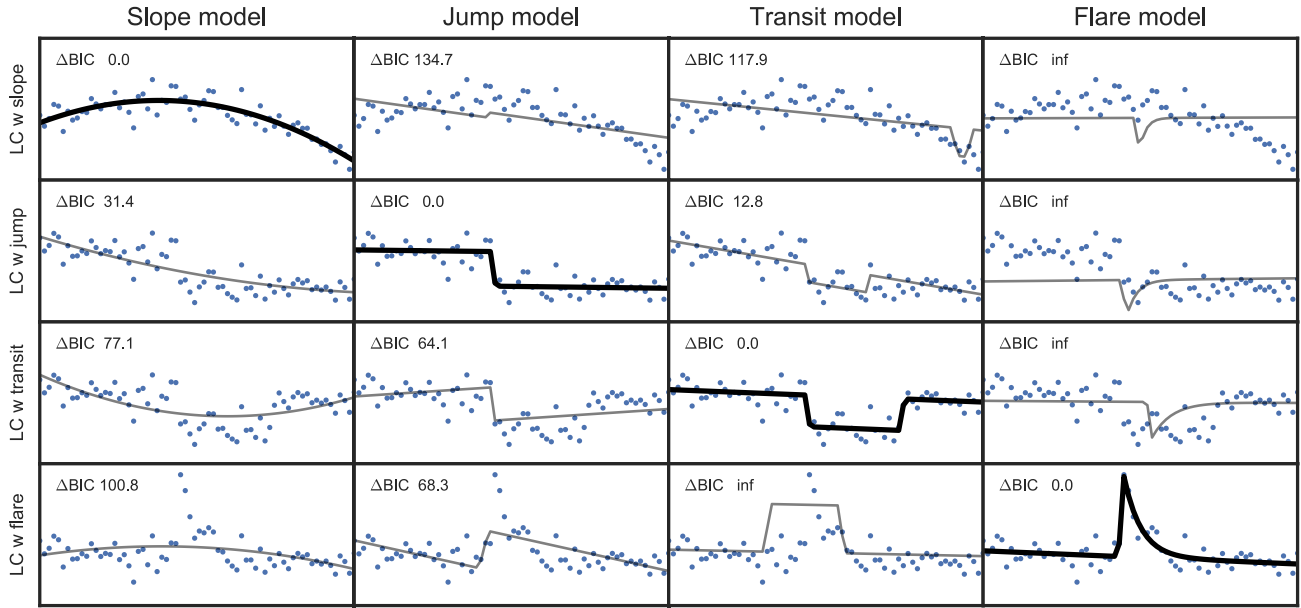 Slope model Jump model Transit model Flare model
LC w slope
ΔBIC 0.0 ΔBIC 134.7 ΔBIC 117.9 ΔBIC inf
LC w jump
ΔBIC 31.4 ΔBIC 0.0 ΔBIC 12.8 ΔBIC inf
LC w transit
ΔBIC 77.1 ΔBIC 64.1 ΔBIC 0.0 ΔBIC inf
LC w flare
ΔBIC 100.8 ΔBIC 68.3 ΔBIC inf ΔBIC 0.0